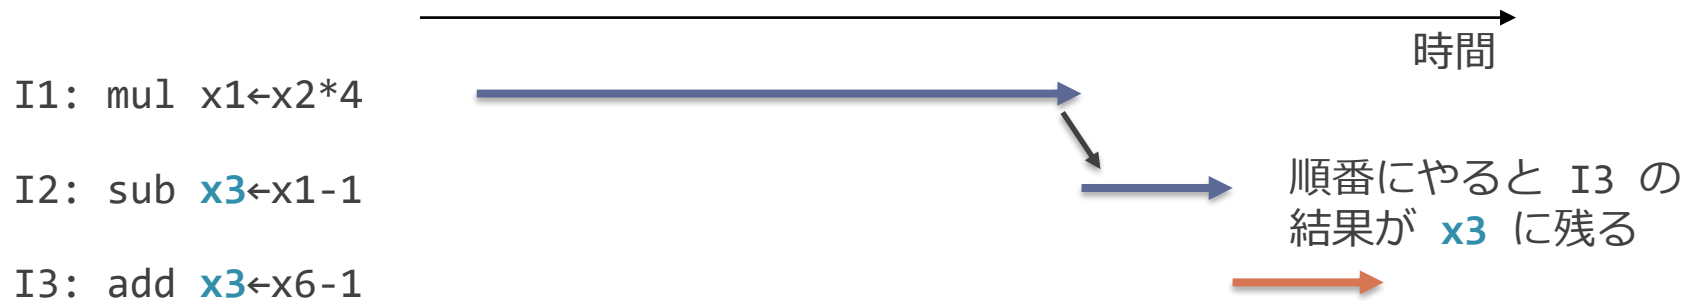 時間
I1: mul x1←x2*4
I2: sub x3←x1-1
順番にやると I3 の
結果が x3 に残る
I3: add x3←x6-1